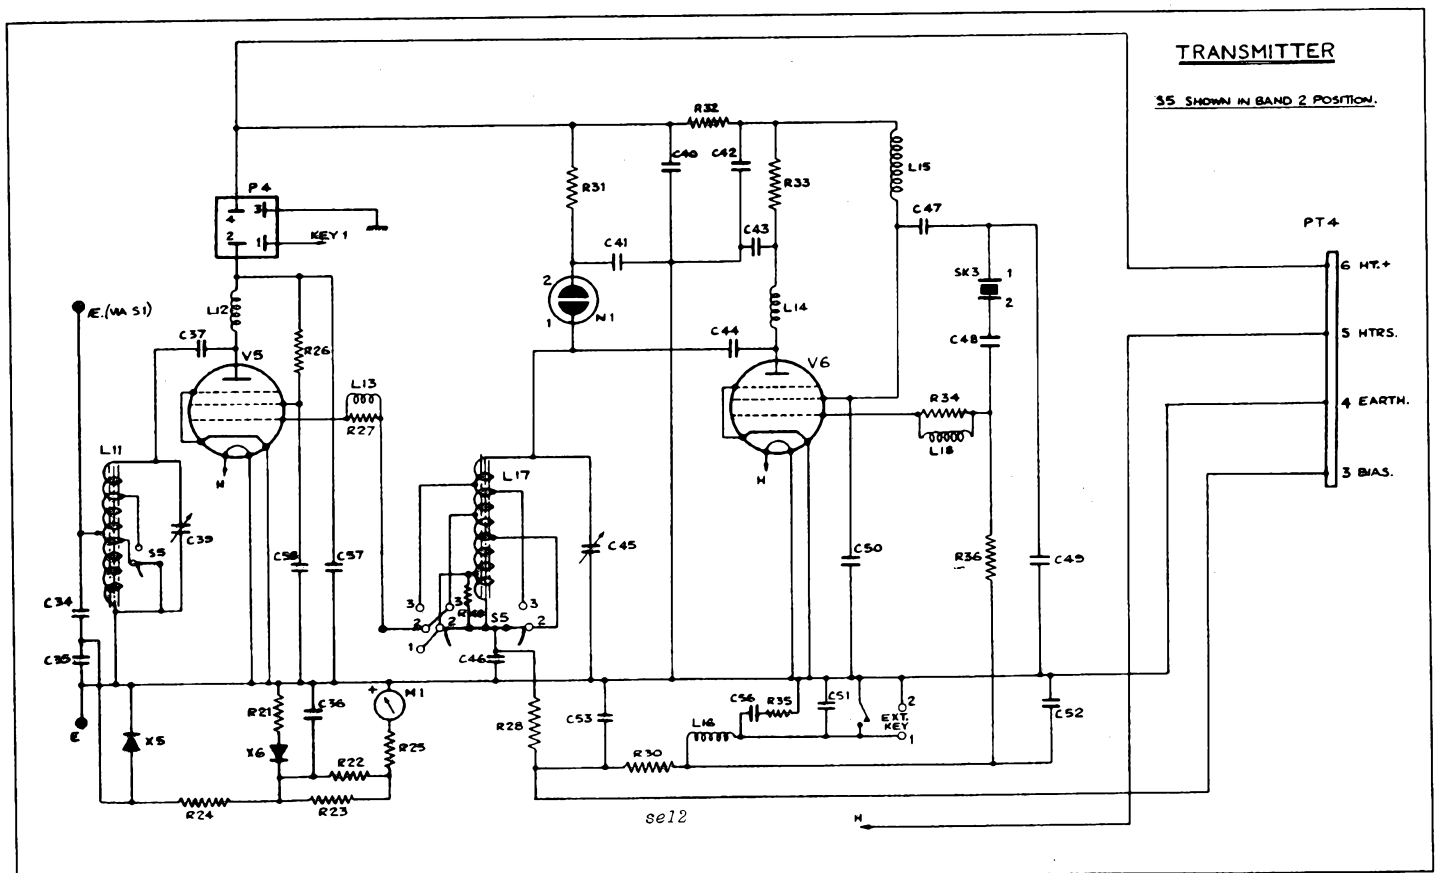 TRANSMITTER
S5 SHOWN IN BAND 2 POSITION.
R32
C40
C42
R31
R33
L15
P4
4
3
2
1
KEY 1
C47
PT4
C41
C43
SK3
1
2
6 HT.+
Æ.(VIA S1)
L12
2
1
N1
L14
C37
V5
R26
C44
C48
5 HTRS.
L13
R27
V6
R34
L18
4 EARTH.
L11
H
L17
H
3 BIAS.
S5
C39
C58
C57
C45
C50
R36
C49
C34
3
3
3
2
2
S5
2
1
C35
C46
E
X5
R21
C36
+
M1
R28
C53
C56
R35
C51
2
EXT.
KEY
1
C52
X6
R25
L16
R22
R30
R24
R23
sel2
H